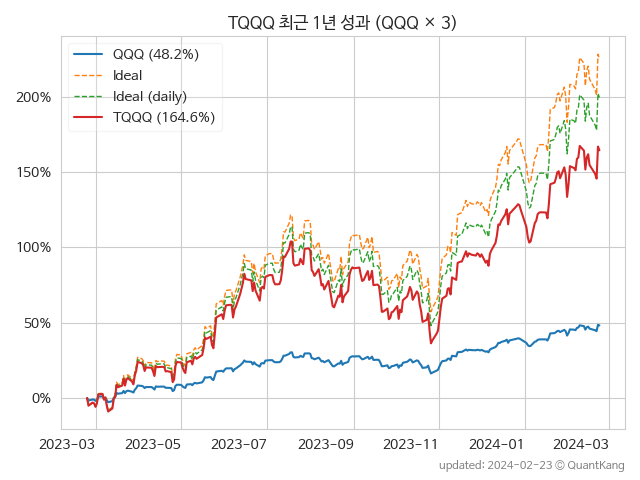 TQQQ 최근 1년 성과 (QQQ × 3)
QQQ (48.2%)
Ideal
Ideal (daily)
TQQQ (164.6%)
200%
150%
100%
50%
0%
2023-03 2023-05 2023-07 2023-09 2023-11 2024-01 2024-03
updated: 2024-02-23 © QuantKang